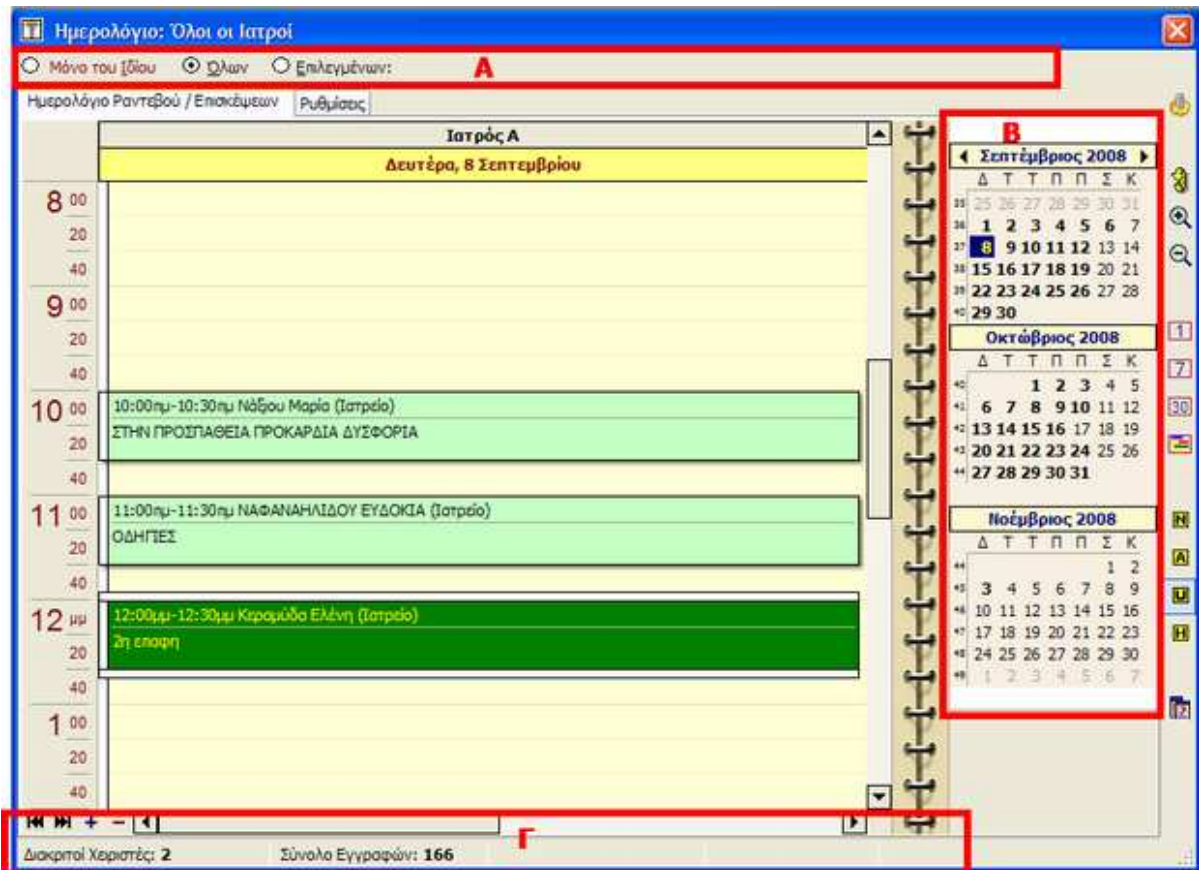 Ημερολόγιο: Όλοι οι Ιατροί
Μόνο του Ιδίου Όλων Επιλεγμένων:
Α
Ημερολόγιο Ραντεβού / Επισκέψεων Ρυθμίσεις
Ιατρός Α
Δευτέρα, 8 Σεπτεμβρίου
8 00
20
40
9 00
20
40
10 00
10:00πμ-10:30πμ Νάξιου Μαρία (Ιατρείο)
ΣΤΗΝ ΠΡΟΣΠΑΘΕΙΑ ΠΡΟΚΑΡΔΙΑ ΔΥΣΦΟΡΙΑ
20
40
11 00
11:00πμ-11:30πμ ΝΑΦΑΝΑΗΛΙΔΟΥ ΕΥΔΟΚΙΑ (Ιατρείο)
ΟΔΗΓΙΕΣ
20
40
12 μμ
12:00μμ-12:30μμ Κεραμύδα Ελένη (Ιατρείο)
2η επαφη
20
40
1 00
20
40
Β
Σεπτέμβριος 2008
Δ Τ Τ Π Π Σ Κ
35 25 26 27 28 29 30 31
36 1 2 3 4 5 6 7
37 8 9 10 11 12 13 14
38 15 16 17 18 19 20 21
39 22 23 24 25 26 27 28
40 29 30
Οκτώβριος 2008
Δ Τ Τ Π Π Σ Κ
40 1 2 3 4 5
41 6 7 8 9 10 11 12
42 13 14 15 16 17 18 19
43 20 21 22 23 24 25 26
44 27 28 29 30 31
Νοέμβριος 2008
Δ Τ Τ Π Π Σ Κ
44 1 2
45 3 4 5 6 7 8 9
46 10 11 12 13 14 15 16
47 17 18 19 20 21 22 23
48 24 25 26 27 28 29 30
49 1 2 3 4 5 6 7
1
7
30
N
A
U
H
Γ
Διακριτοί Χειριστές: 2 Σύνολο Εγγραφών: 166